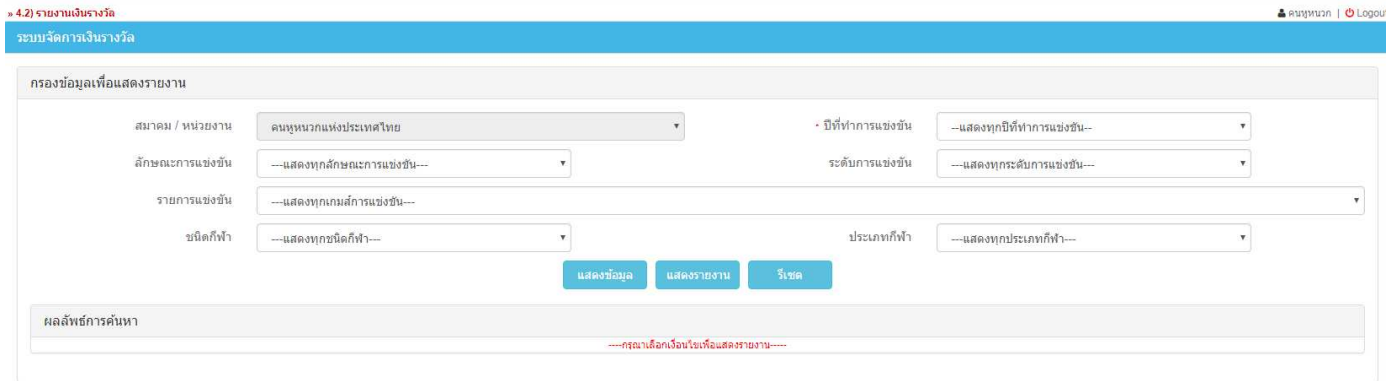 » 4.2) รายงานเงินรางวัล
คนหูหนวก | Logout
ระบบจัดการเงินรางวัล
กรองข้อมูลเพื่อแสดงรายงาน
สมาคม / หน่วยงาน คนหูหนวกแห่งประเทศไทย - ปีที่ทำการแข่งขัน --แสดงทุกปีที่ทำการแข่งขัน--
ลักษณะการแข่งขัน ---แสดงทุกลักษณะการแข่งขัน--- ระดับการแข่งขัน ---แสดงทุกระดับการแข่งขัน---
รายการแข่งขัน ---แสดงทุกเกมส์การแข่งขัน---
ชนิดกีฬา ---แสดงทุกชนิดกีฬา--- ประเภทกีฬา ---แสดงทุกประเภทกีฬา---
แสดงข้อมูล แสดงรายงาน รีเซต
ผลลัพธ์การค้นหา
----กรุณาเลือกเงื่อนไขเพื่อแสดงรายงาน-----